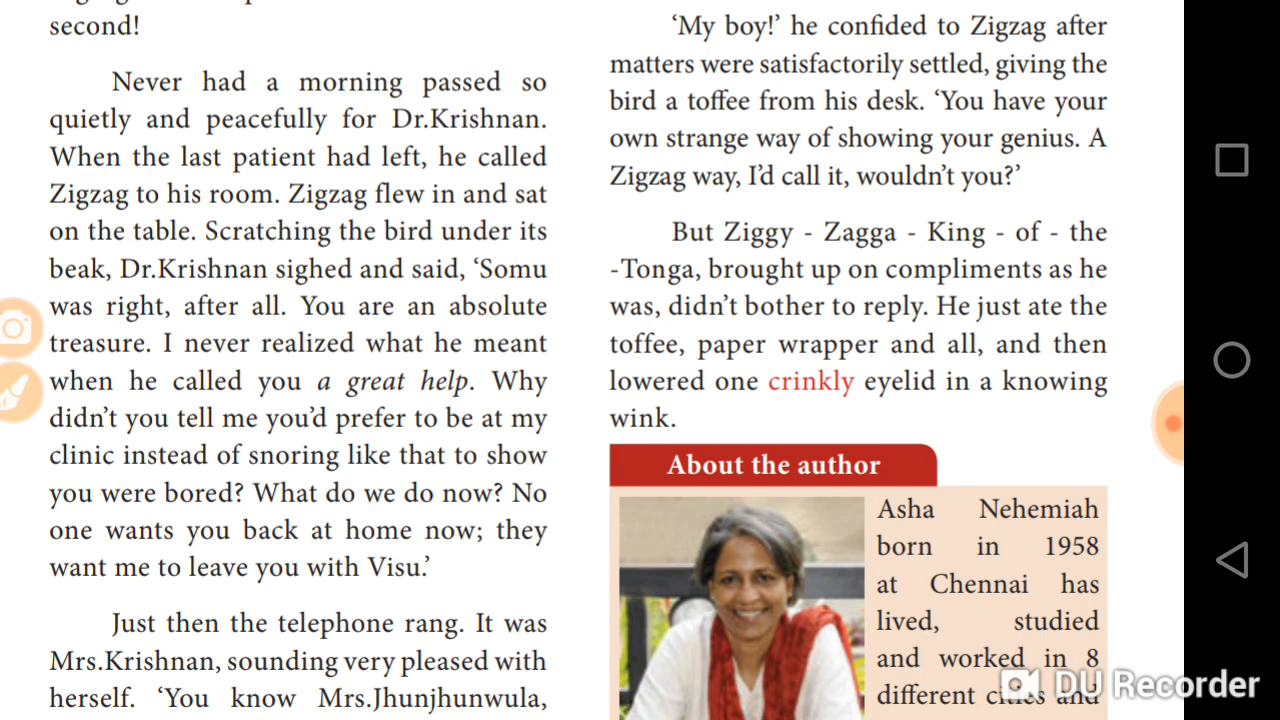 second!
Never had a morning passed so
quietly and peacefully for Dr.Krishnan.
When the last patient had left, he called
Zigzag to his room. Zigzag flew in and sat
on the table. Scratching the bird under its
beak, Dr.Krishnan sighed and said, ‘Somu
was right, after all. You are an absolute
treasure. I never realized what he meant
when he called you a great help. Why
didn’t you tell me you’d prefer to be at my
clinic instead of snoring like that to show
you were bored? What do we do now? No
one wants you back at home now; they
want me to leave you with Visu.’
Just then the telephone rang. It was
Mrs.Krishnan, sounding very pleased with
herself. ‘You know Mrs.Jhunjhunwula,
‘My boy!’ he confided to Zigzag after
matters were satisfactorily settled, giving the
bird a toffee from his desk. ‘You have your
own strange way of showing your genius. A
Zigzag way, I’d call it, wouldn’t you?’
But Ziggy - Zagga - King - of - the
-Tonga, brought up on compliments as he
was, didn’t bother to reply. He just ate the
toffee, paper wrapper and all, and then
lowered one crinkly eyelid in a knowing
wink.
About the author
Asha Nehemiah
born in 1958
at Chennai has
lived, studied
and worked in 8
different cities and
DU Recorder